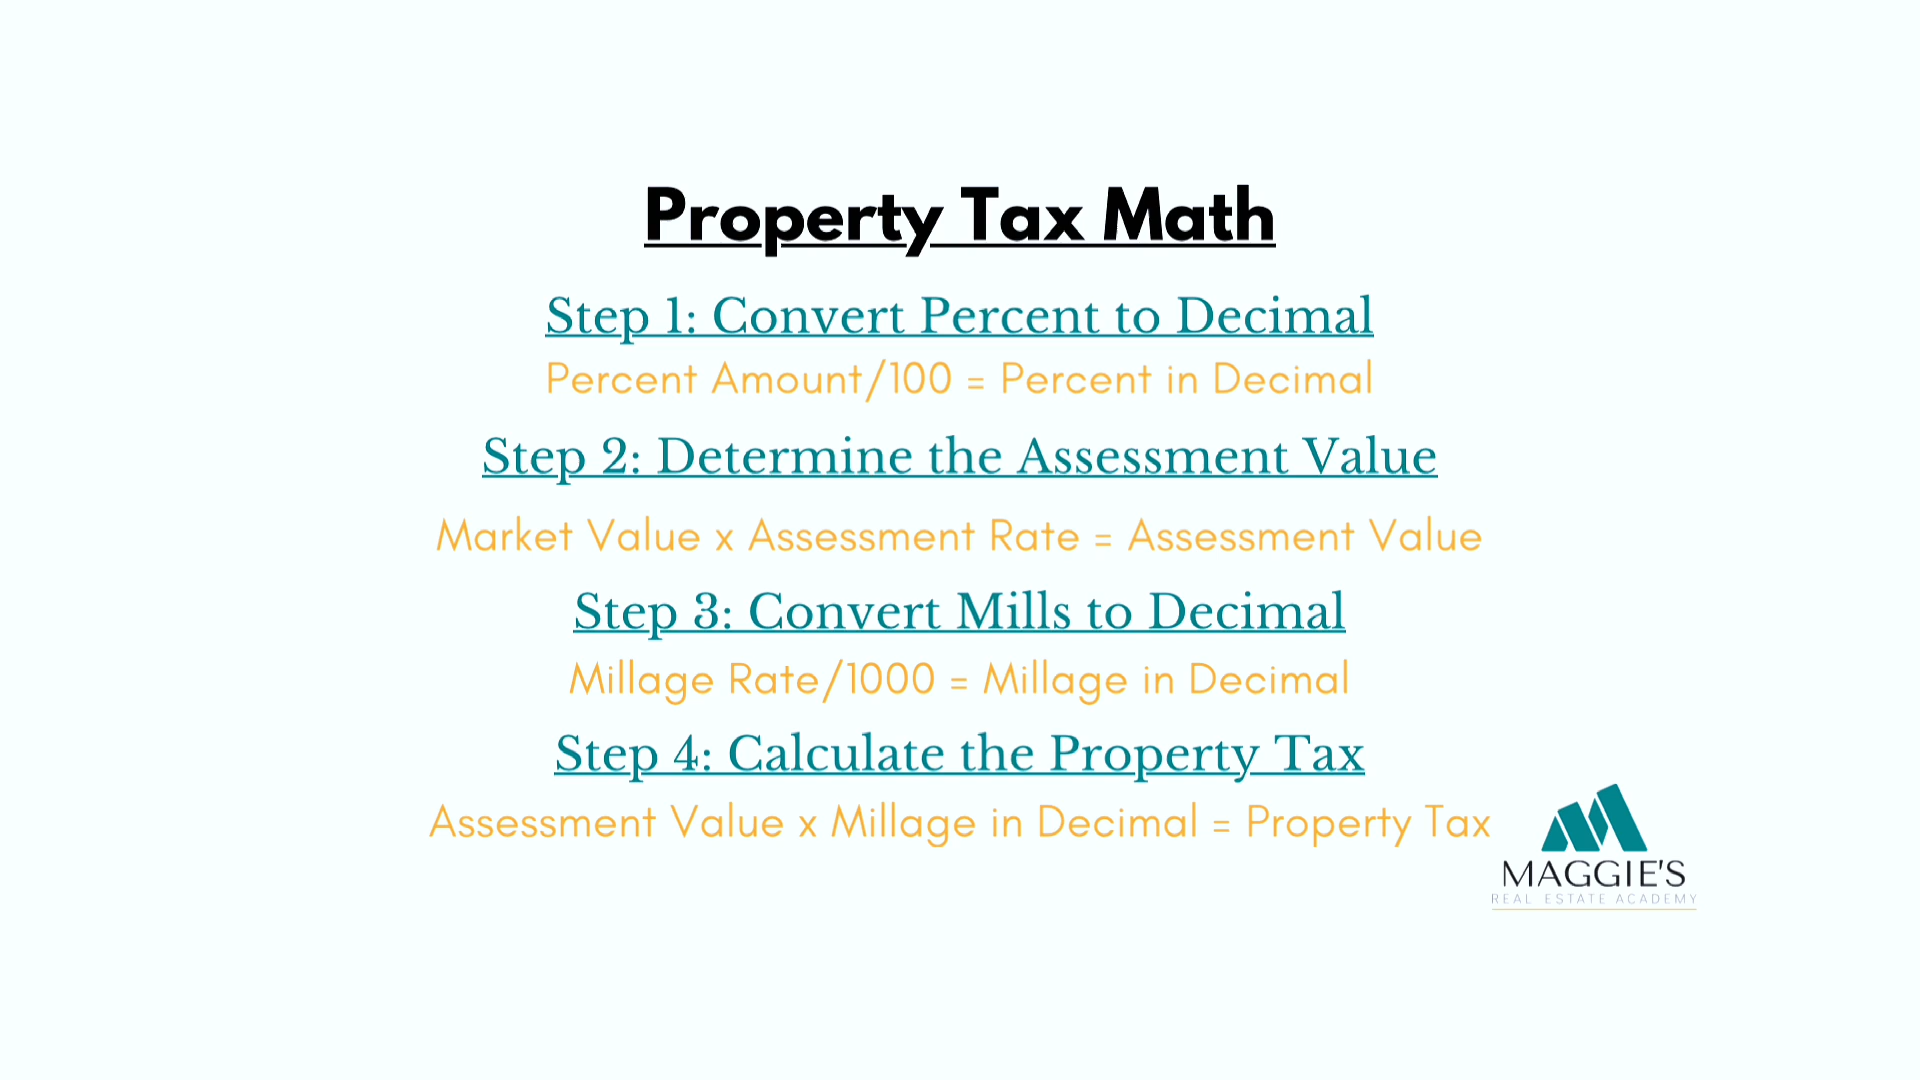 Property Tax Math
Step 1: Convert Percent to Decimal
Percent Amount/100 = Percent in Decimal
Step 2: Determine the Assessment Value
Market Value x Assessment Rate = Assessment Value
Step 3: Convert Mills to Decimal
Millage Rate/1000 = Millage in Decimal
Step 4: Calculate the Property Tax
Assessment Value x Millage in Decimal = Property Tax
MAGGIE'S
REAL ESTATE ACADEMY